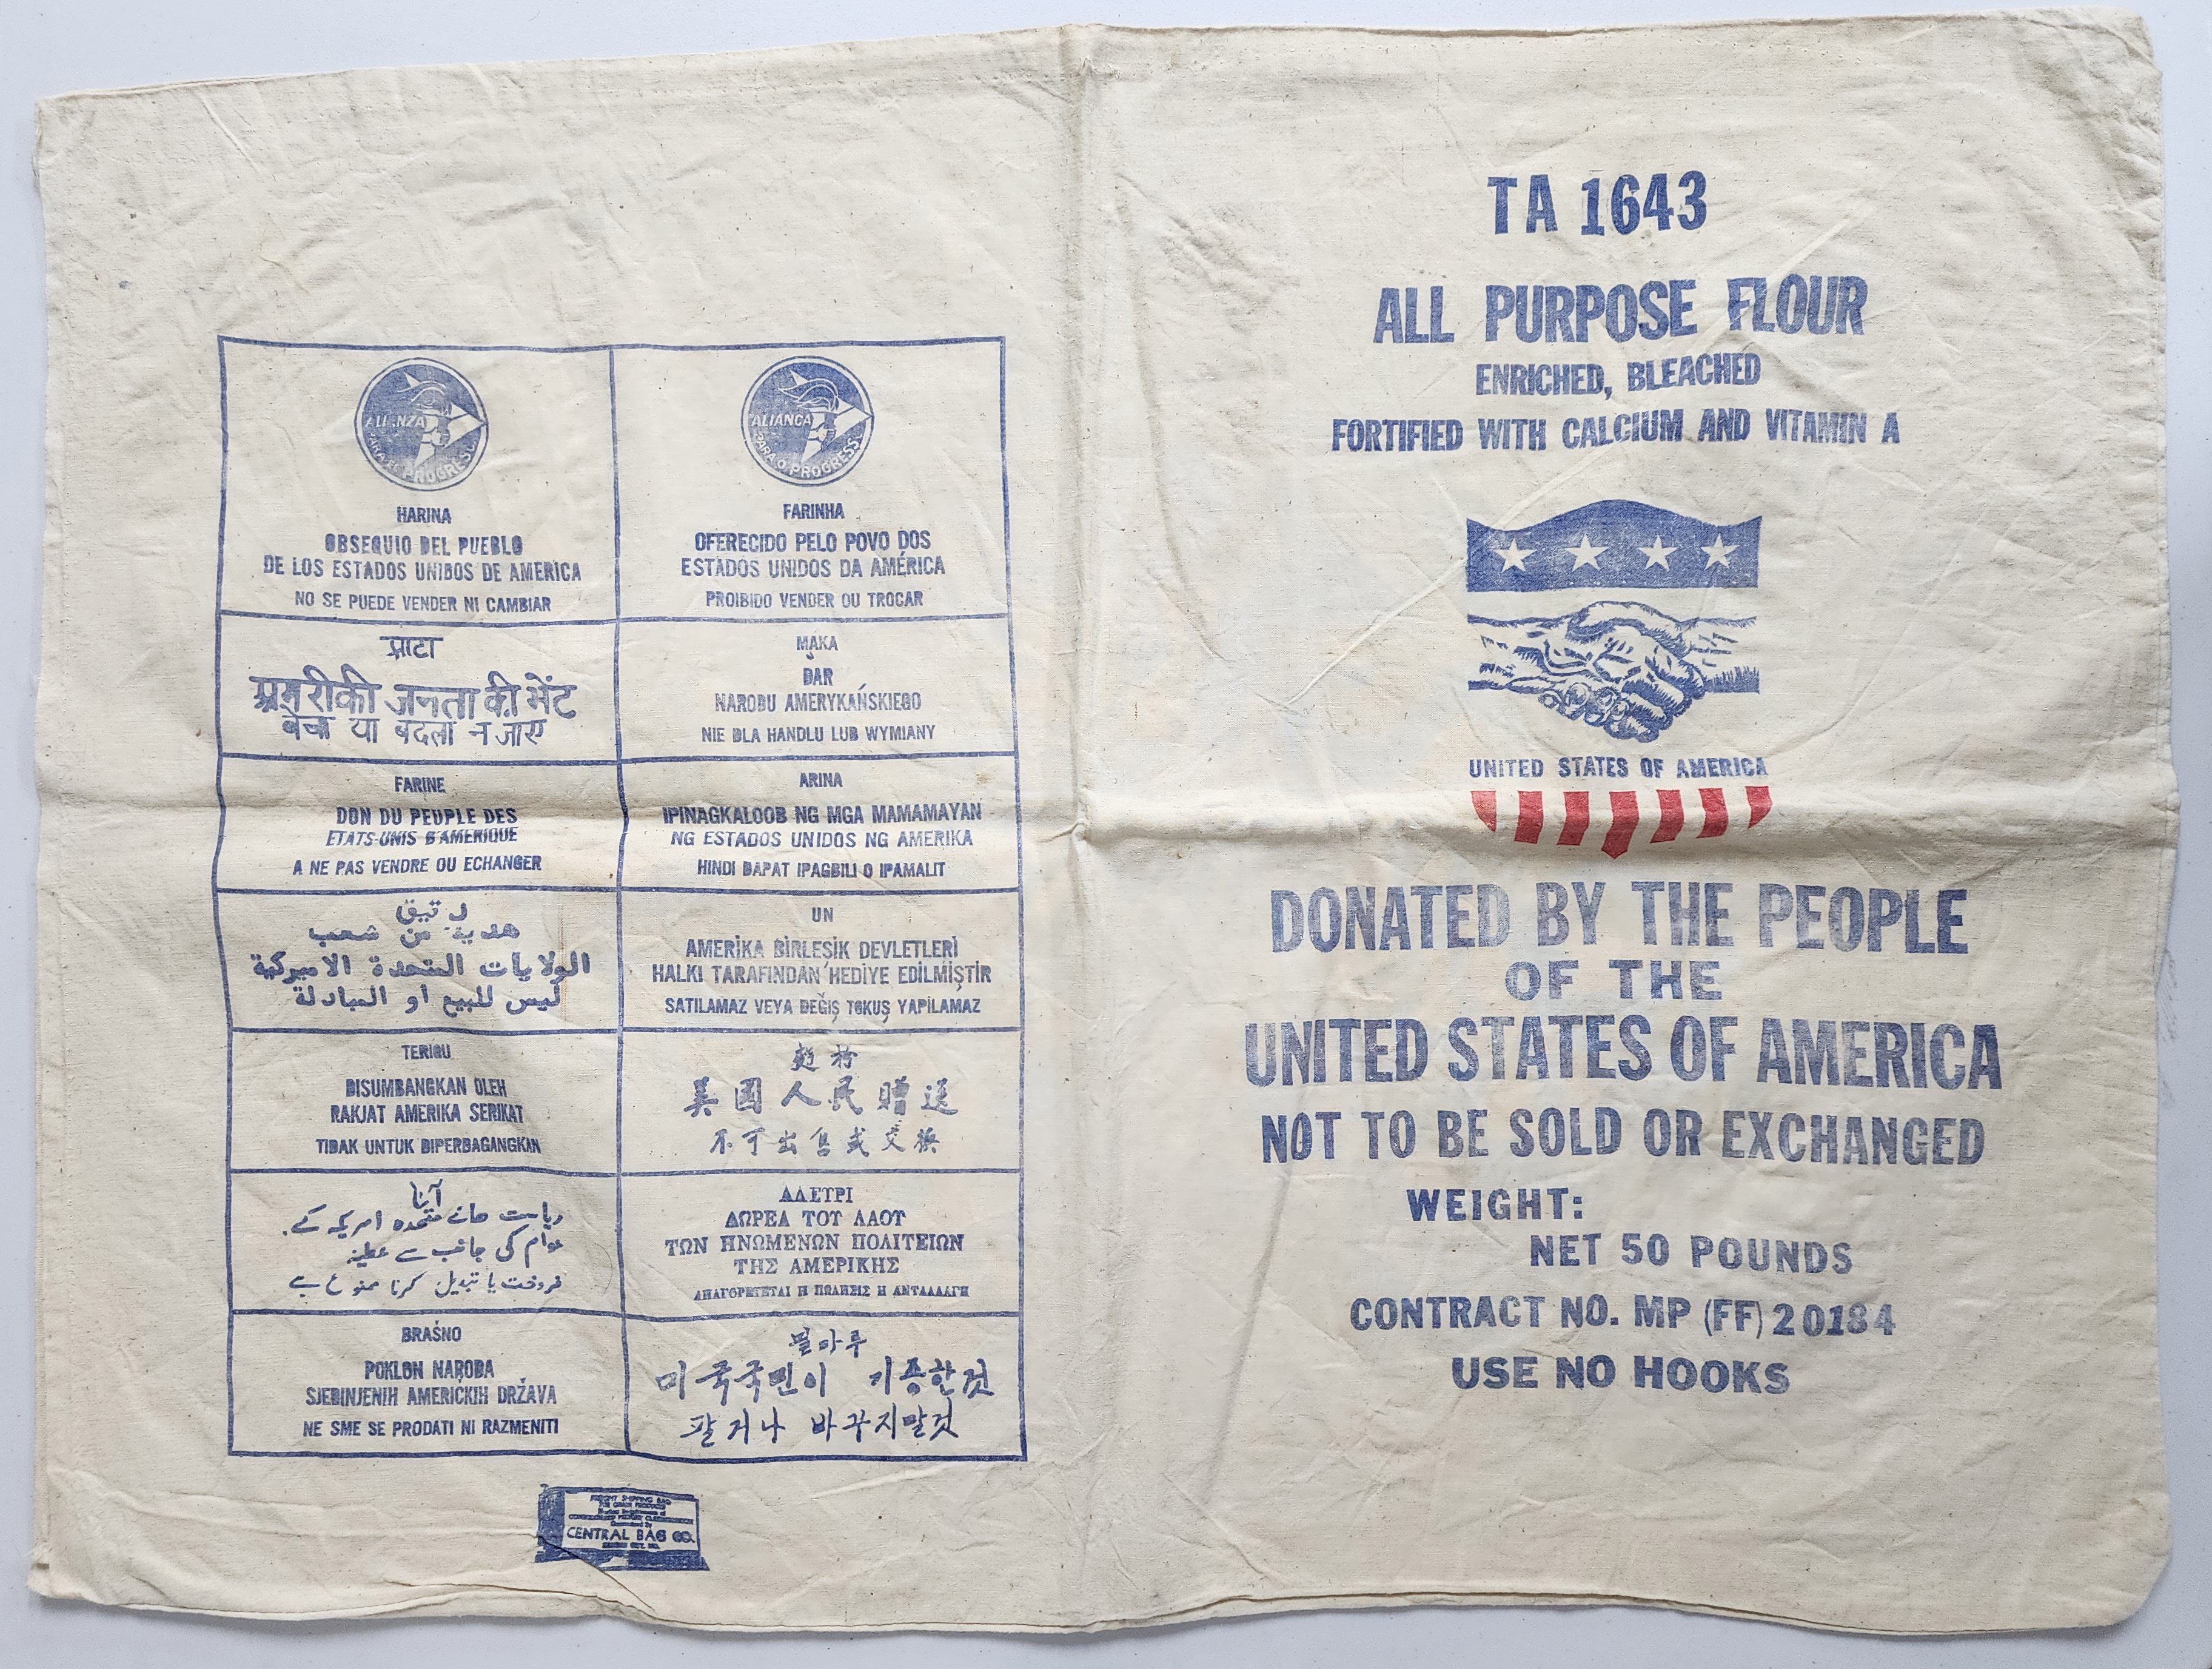 ALIANZA
PARA EL PROGRESO
HARINA
OBSEQUIO DEL PUEBLO
DE LOS ESTADOS UNIDOS DE AMERICA
NO SE PUEDE VENDER NI CAMBIAR
ALIANCA
PARA O PROGRESSO
FARINHA
OFERECIDO PELO POVO DOS
ESTADOS UNIDOS DA AMÉRICA
PROIBIDO VENDER OU TROCAR
आटा
अमरीकी जनता की भेंट
बेचा या बदला न जाए
MĄKA
DAR
NARODU AMERYKAŃSKIEGO
NIE DLA HANDLU LUB WYMIANY
FARINE
DON DU PEUPLE DES
ETATS-UNIS D'AMERIQUE
A NE PAS VENDRE OU ECHANGER
ARINA
IPINAGKALOOB NG MGA MAMAMAYAN
NG ESTADOS UNIDOS NG AMERIKA
HINDI DAPAT IPAGBILI O IPAMALIT
دقيق
هدية من شعب
الولايات المتحدة الاميركية
ليس للبيع او المبادلة
UN
AMERİKA BİRLESİK DEVLETLERİ
HALKI TARAFINDAN HEDİYE EDİLMİŞTİR
SATILAMAZ VEYA DEĞİŞ TOKUŞ YAPILAMAZ
TERIGU
DISUMBANGKAN OLEH
RAKJAT AMERIKA SERIKAT
TIDAK UNTUK DIPERDAGANGKAN
麵粉
美國人民贈送
不可出售或交換
آٹا
ریاست ہائے متحدہ امریکہ کے
عوام کی جانب سے عطیہ
فروخت یا تبدیل کرنا ممنوع ہے
ΑΛΕΤΡΙ
ΔΩΡΕΑ ΤΟΥ ΛΑΟΥ
ΤΩΝ ΗΝΩΜΕΝΩΝ ΠΟΛΙΤΕΙΩΝ
ΤΗΣ ΑΜΕΡΙΚΗΣ
ΑΠΑΓΟΡΕΥΕΤΑΙ Η ΠΩΛΗΣΙΣ Η ΑΝΤΑΛΛΑΓΗ
BRAŠNO
POKLON NARODA
SJEDINJENIH AMERIČKIH DRŽAVA
NE SME SE PRODATI NI RAZMENITI
밀가루
미국국민이 기증한것
팔거나 바꾸지말것
FREIGHT SHIPPING BAG
CENTRAL BAG CO.
TA 1643
ALL PURPOSE FLOUR
ENRICHED, BLEACHED
FORTIFIED WITH CALCIUM AND VITAMIN A
UNITED STATES OF AMERICA
DONATED BY THE PEOPLE
OF THE
UNITED STATES OF AMERICA
NOT TO BE SOLD OR EXCHANGED
WEIGHT:
NET 50 POUNDS
CONTRACT NO. MP (FF) 20184
USE NO HOOKS